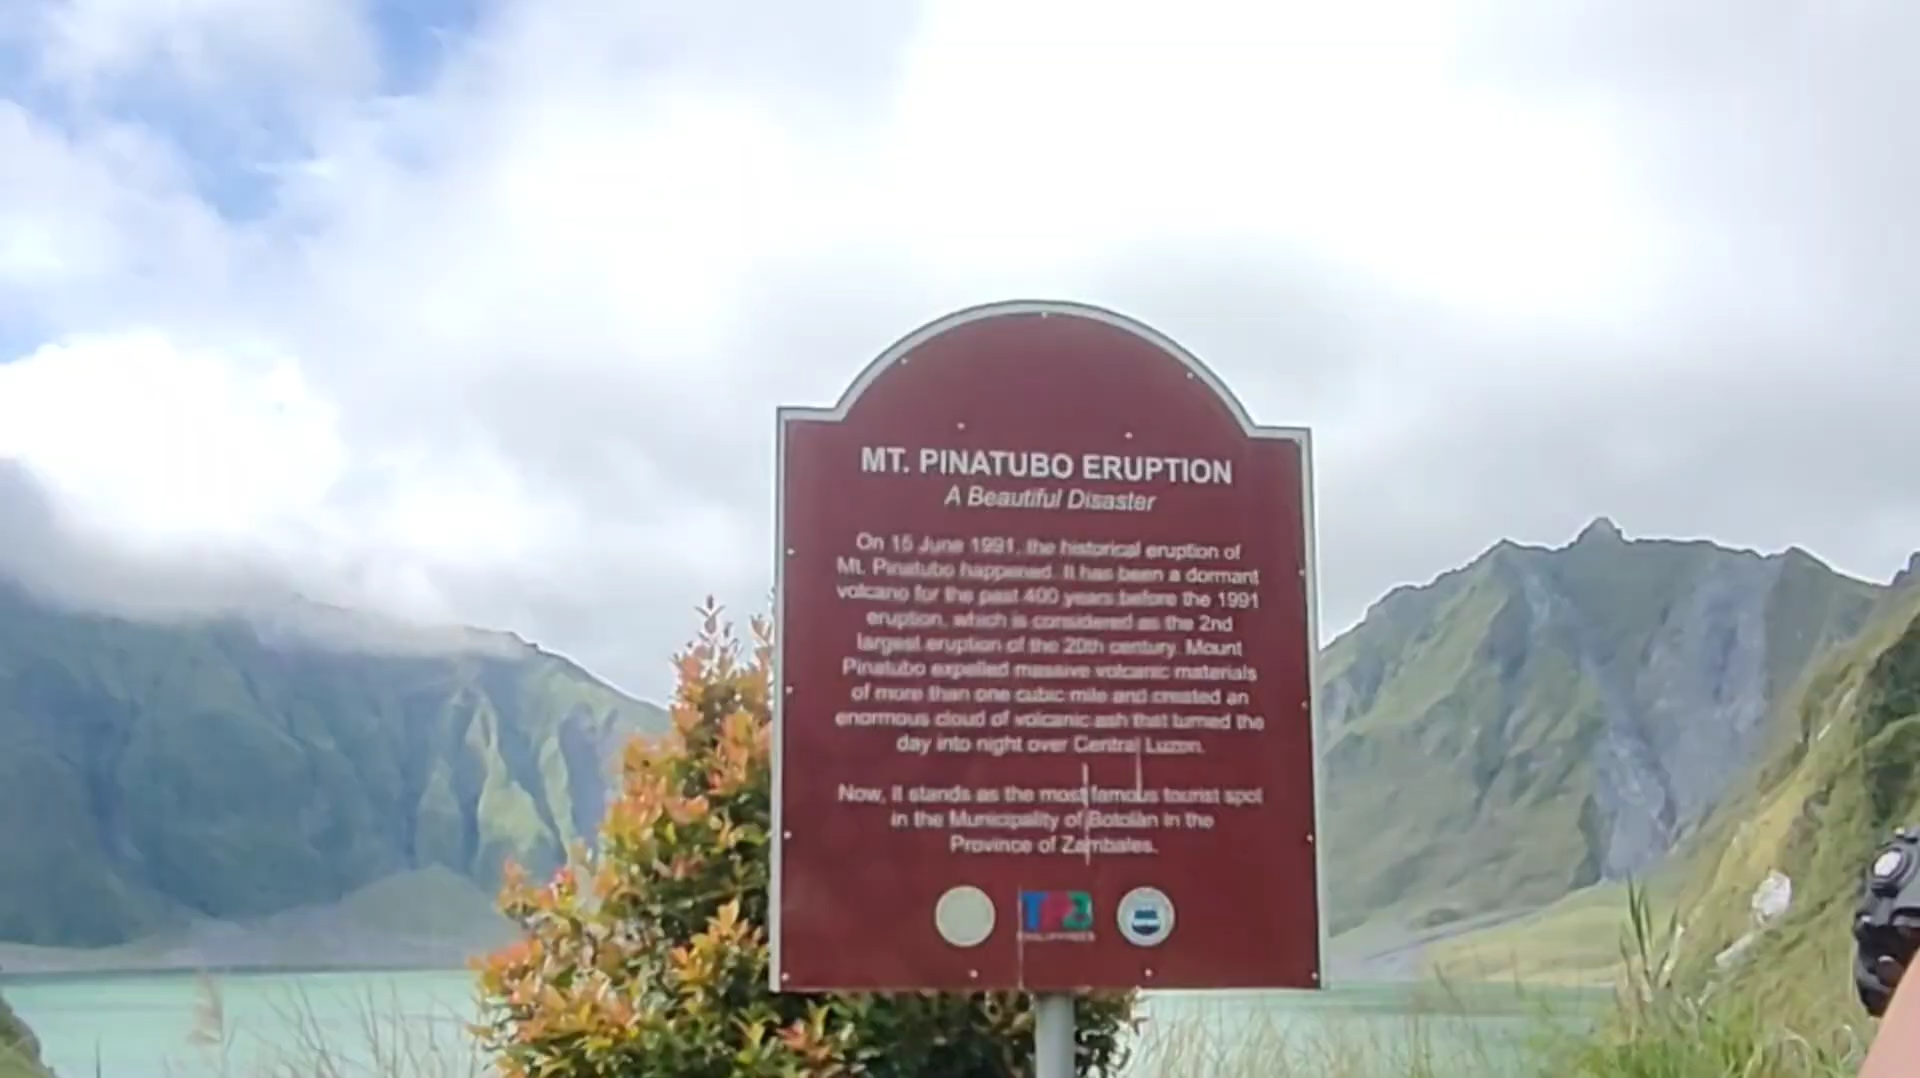 MT. PINATUBO ERUPTION
A Beautiful Disaster
On 15 June 1991, the historical eruption of
Mt. Pinatubo happened. It has been a dormant
volcano for the past 400 years before the 1991
eruption, which is considered as the 2nd
largest eruption of the 20th century. Mount
Pinatubo expelled massive volcanic materials
of more than one cubic mile and created an
enormous cloud of volcanic ash that turned the
day into night over Central Luzon.
Now, it stands as the most famous tourist spot
in the Municipality of Botolan in the
Province of Zambales.
TPB
PHILIPPINES